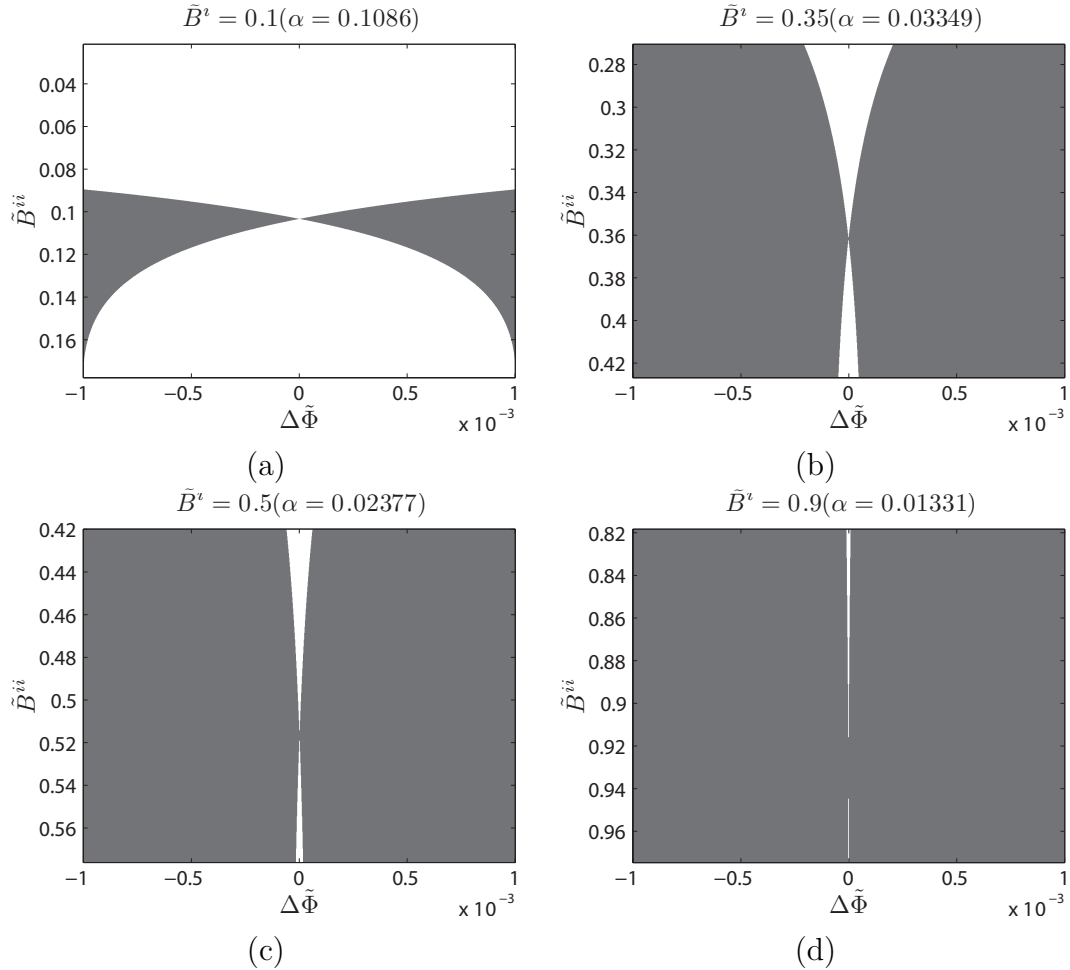 B̃ᶦ = 0.1(α = 0.1086)
0.04
0.06
0.08
0.1
0.12
0.14
0.16
B̃ⁱⁱ
−1
−0.5
0
0.5
1
x 10⁻³
ΔΦ̃
(a)
B̃ᶦ = 0.35(α = 0.03349)
0.28
0.3
0.32
0.34
0.36
0.38
0.4
0.42
B̃ⁱⁱ
−1
−0.5
0
0.5
1
x 10⁻³
ΔΦ̃
(b)
B̃ᶦ = 0.5(α = 0.02377)
0.42
0.44
0.46
0.48
0.5
0.52
0.54
0.56
B̃ⁱⁱ
−1
−0.5
0
0.5
1
x 10⁻³
ΔΦ̃
(c)
B̃ᶦ = 0.9(α = 0.01331)
0.82
0.84
0.86
0.88
0.9
0.92
0.94
0.96
B̃ⁱⁱ
−1
−0.5
0
0.5
1
x 10⁻³
ΔΦ̃
(d)